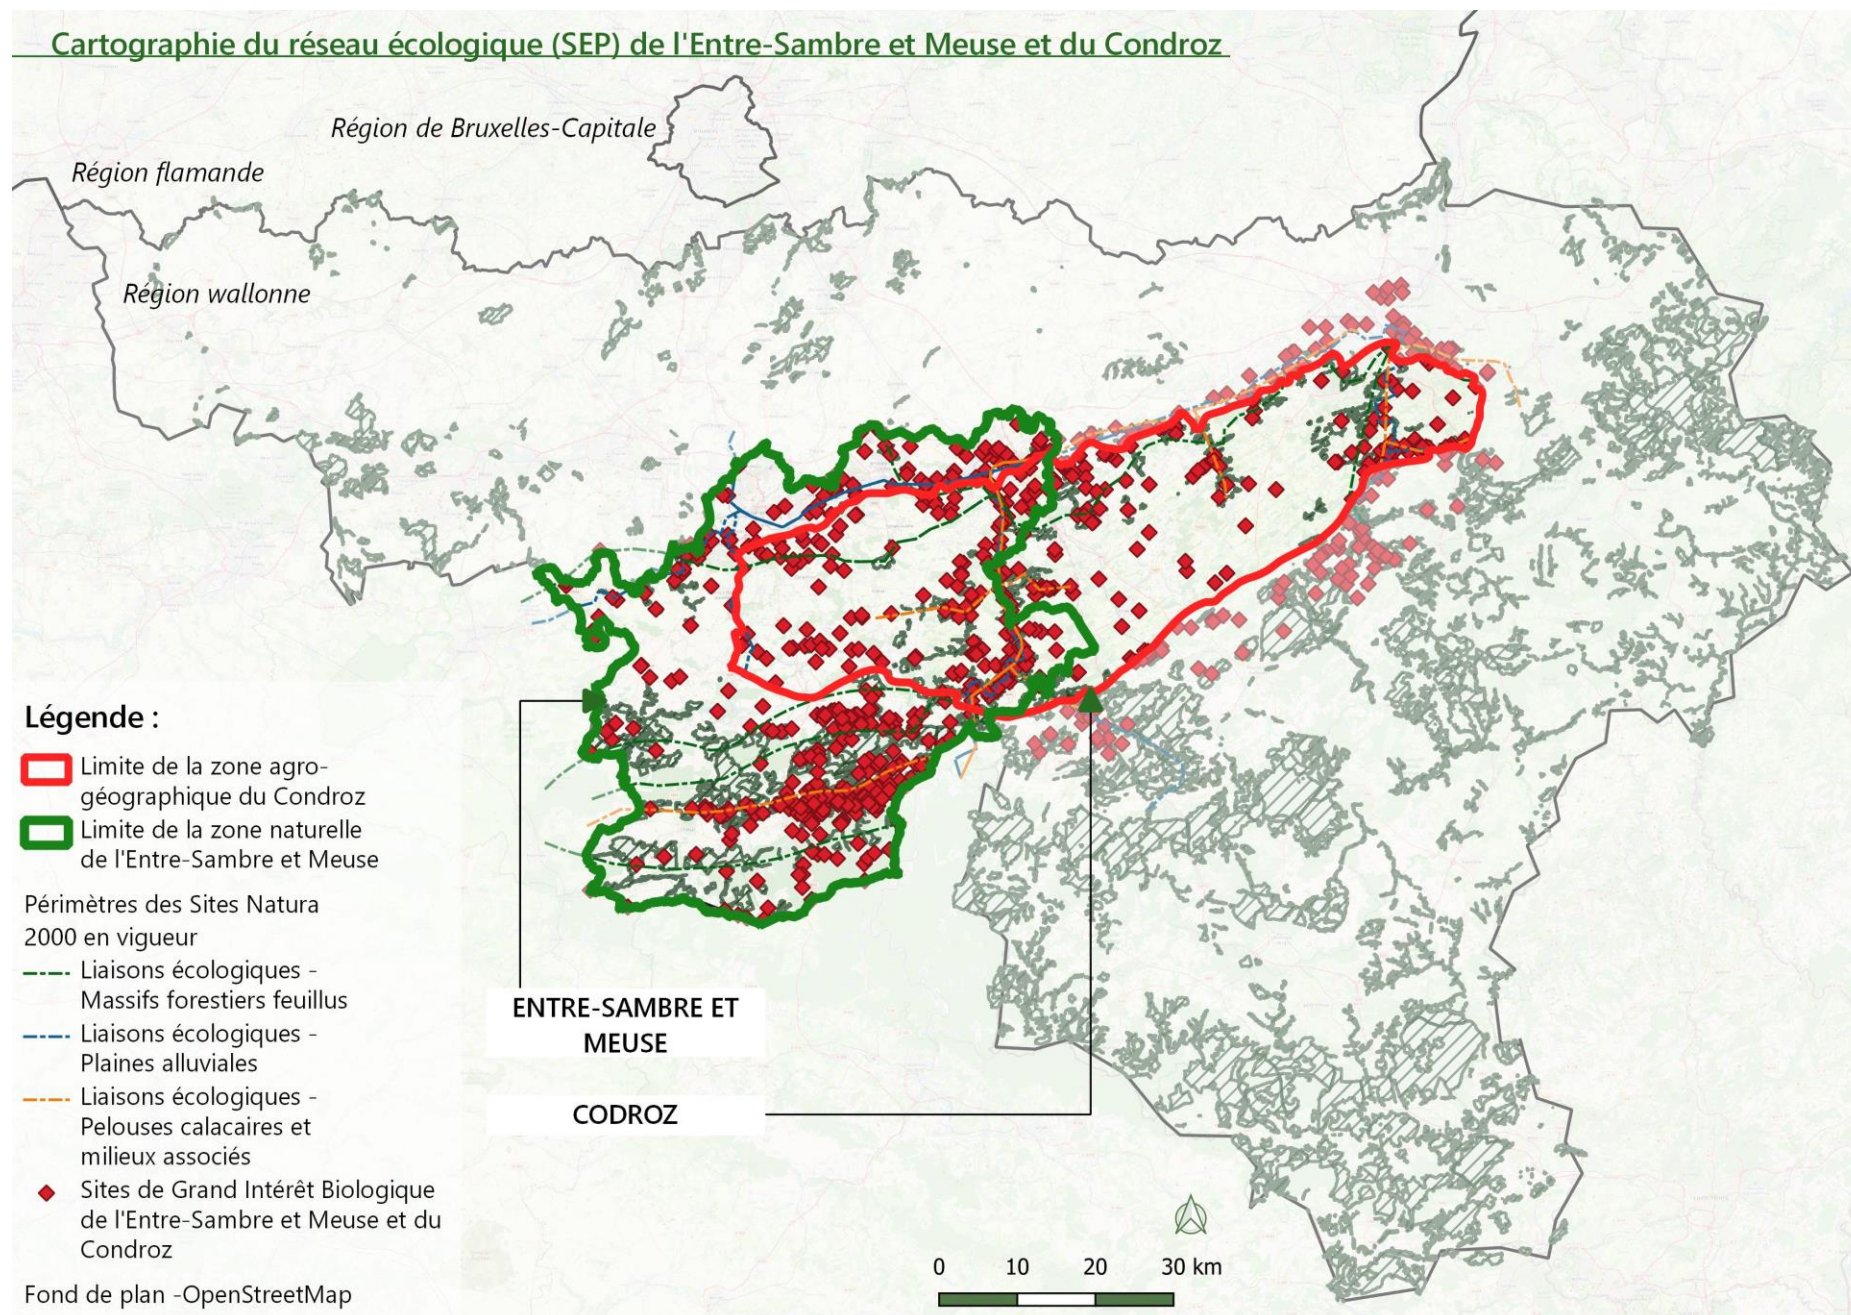 Cartographie du réseau écologique (SEP) de l'Entre-Sambre et Meuse et du Condroz
Région de Bruxelles-Capitale
Région flamande
Région wallonne
Légende :
Limite de la zone agro-
géographique du Condroz
Limite de la zone naturelle
de l'Entre-Sambre et Meuse
Périmètres des Sites Natura
2000 en vigueur
Liaisons écologiques -
Massifs forestiers feuillus
Liaisons écologiques -
Plaines alluviales
Liaisons écologiques -
Pelouses calacaires et
milieux associés
Sites de Grand Intérêt Biologique
de l'Entre-Sambre et Meuse et du
Condroz
Fond de plan -OpenStreetMap
ENTRE-SAMBRE ET
MEUSE
CODROZ
0 10 20 30 km